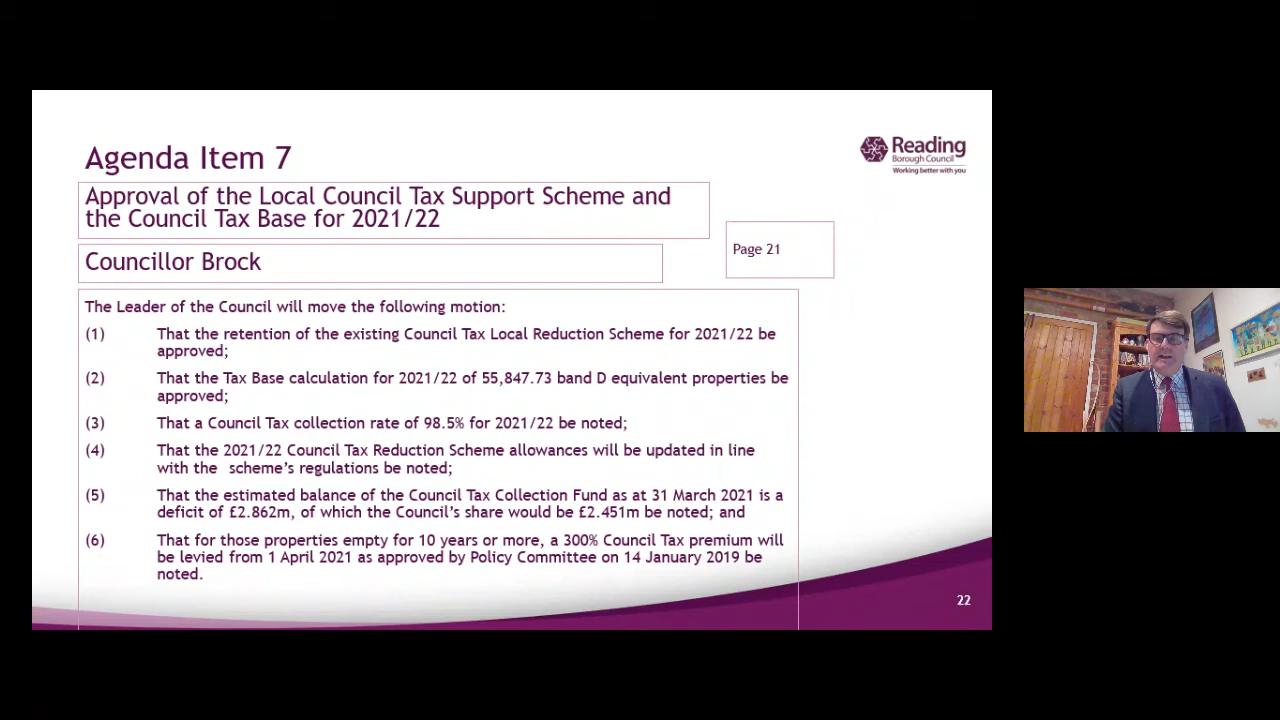 Agenda Item 7
Reading
Borough Council
Working better with you
Approval of the Local Council Tax Support Scheme and
the Council Tax Base for 2021/22
Page 21
Councillor Brock
The Leader of the Council will move the following motion:
(1) That the retention of the existing Council Tax Local Reduction Scheme for 2021/22 be
approved;
(2) That the Tax Base calculation for 2021/22 of 55,847.73 band D equivalent properties be
approved;
(3) That a Council Tax collection rate of 98.5% for 2021/22 be noted;
(4) That the 2021/22 Council Tax Reduction Scheme allowances will be updated in line
with the scheme's regulations be noted;
(5) That the estimated balance of the Council Tax Collection Fund as at 31 March 2021 is a
deficit of £2.862m, of which the Council's share would be £2.451m be noted; and
(6) That for those properties empty for 10 years or more, a 300% Council Tax premium will
be levied from 1 April 2021 as approved by Policy Committee on 14 January 2019 be
noted.
22